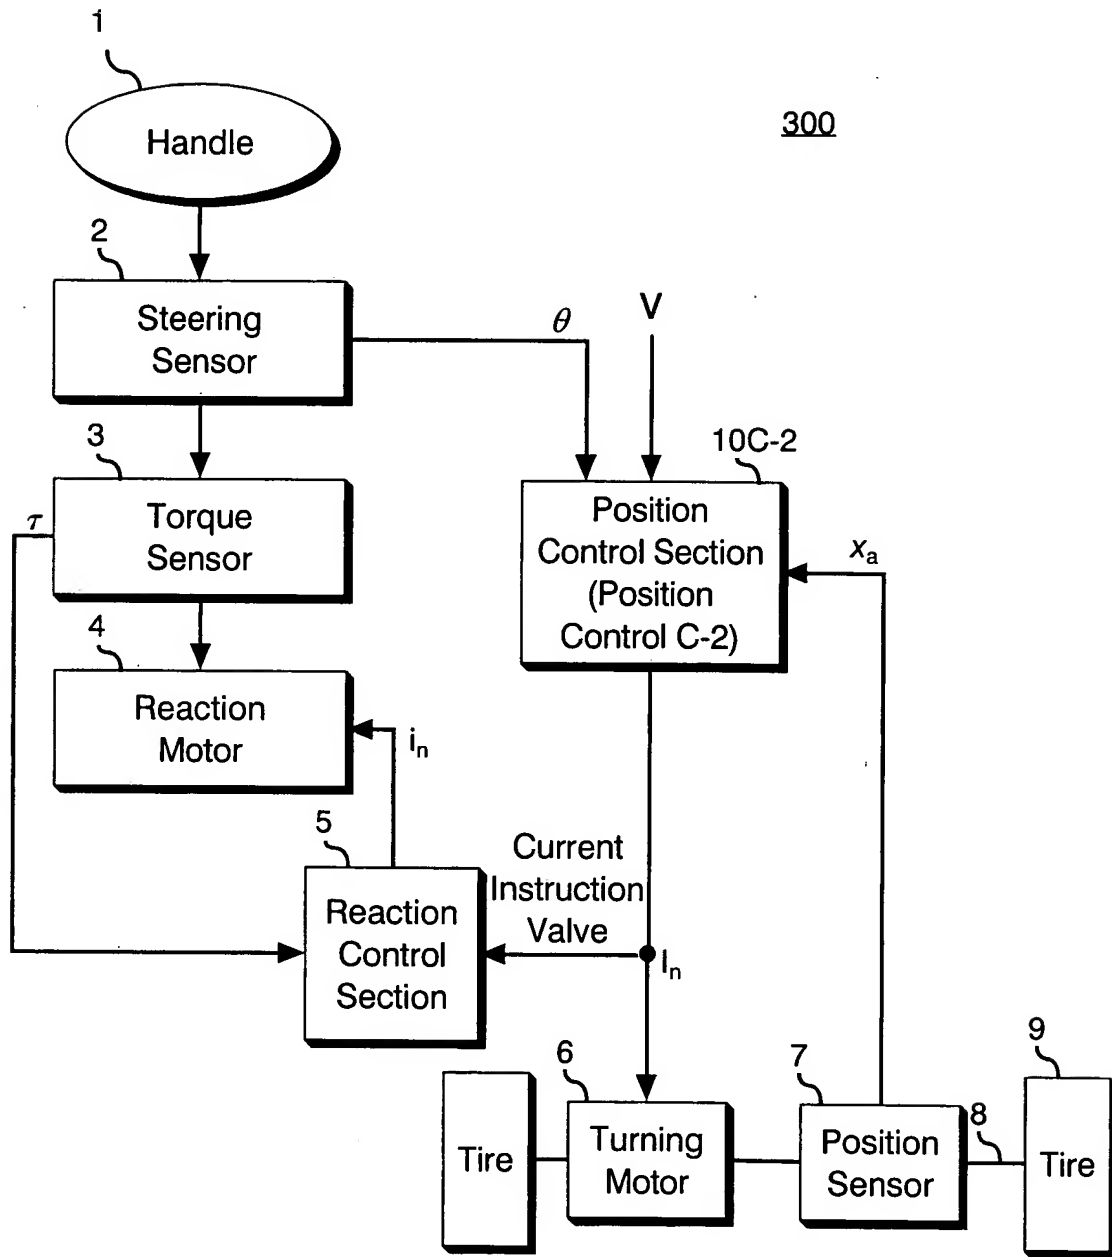 1
Handle
300
2
Steering
Sensor
θ
V
3
Torque
Sensor
τ
10C-2
Position
Control Section
(Position
Control C-2)
xa
4
Reaction
Motor
in
5
Reaction
Control
Section
Current
Instruction
Valve
In
6
Turning
Motor
7
Position
Sensor
8
9
Tire
Tire